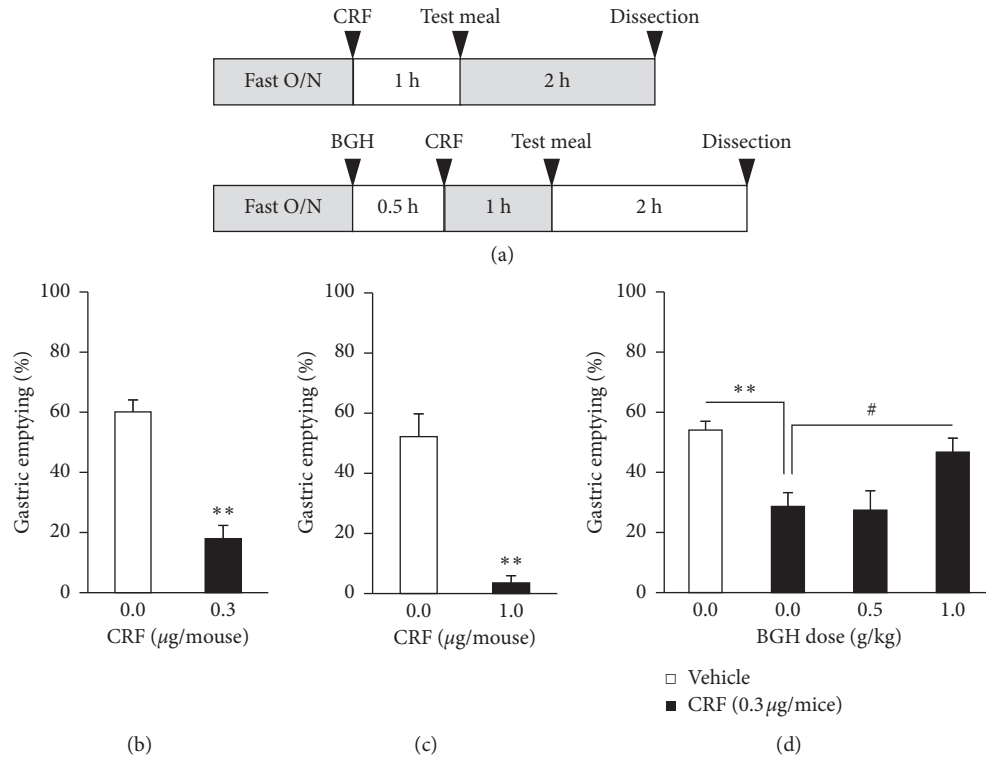 CRF Test meal Dissection
Fast O/N 1 h 2 h
BGH CRF Test meal Dissection
Fast O/N 0.5 h 1 h 2 h
(a)
100
80
60
40
20
0
Gastric emptying (%)
**
0.0 0.3
CRF (μg/mouse)
(b)
100
80
60
40
20
0
Gastric emptying (%)
**
0.0 1.0
CRF (μg/mouse)
(c)
100
80
60
40
20
0
Gastric emptying (%)
**
#
0.0 0.0 0.5 1.0
BGH dose (g/kg)
Vehicle
CRF (0.3 μg/mice)
(d)